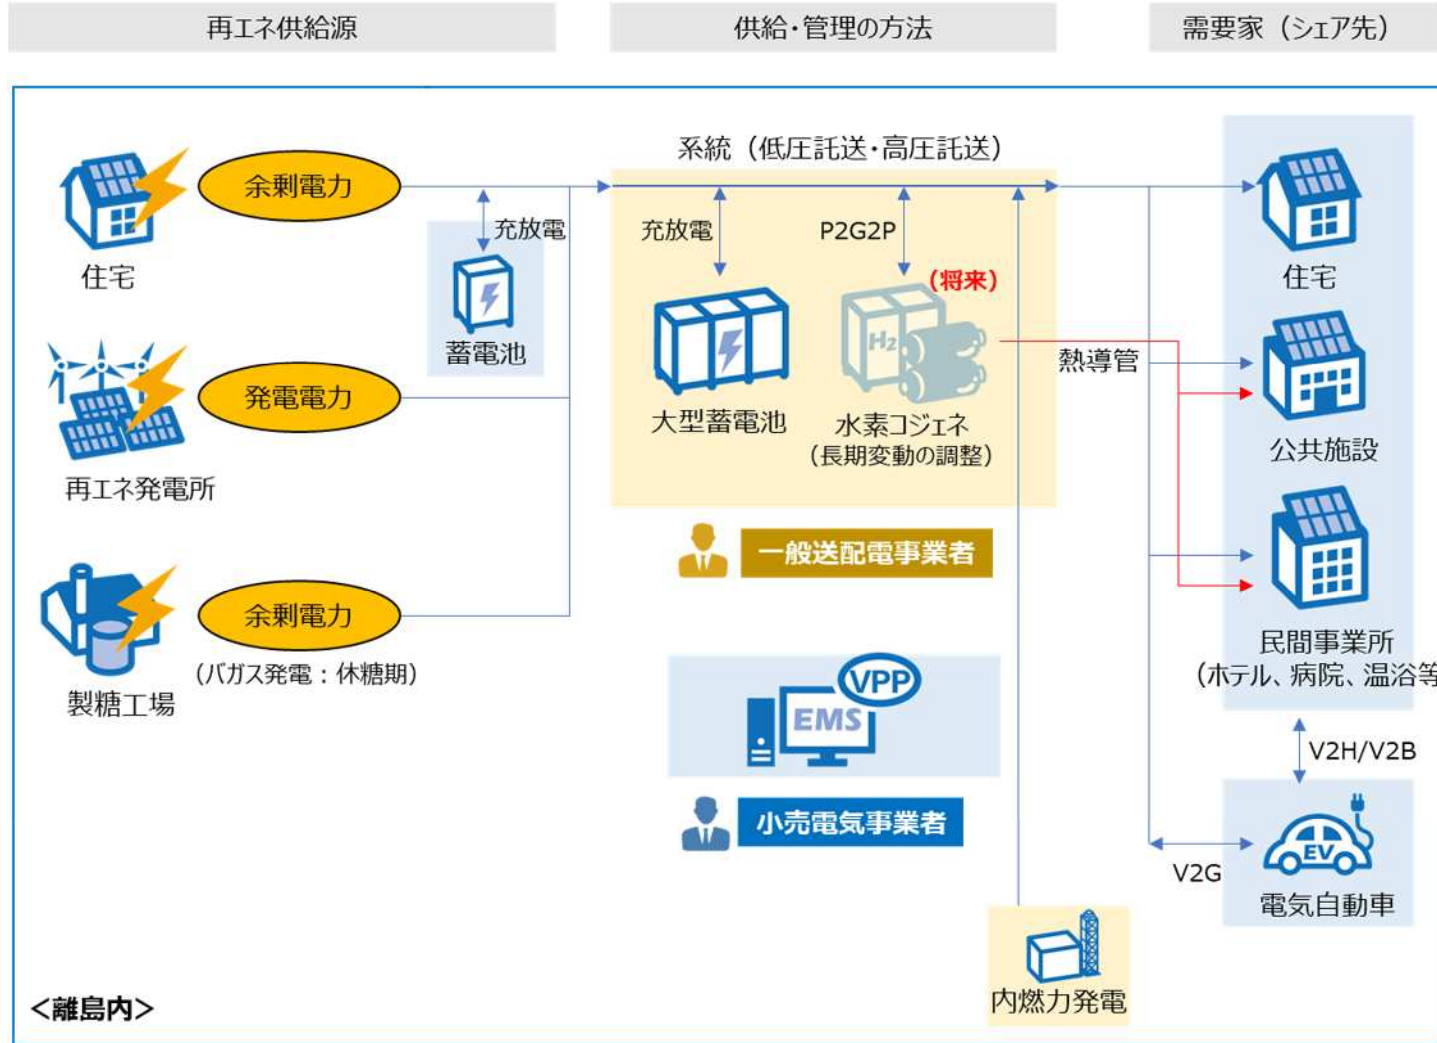 再エネ供給源
供給・管理の方法
需要家（シェア先）
系統（低圧託送・高圧託送）
余剰電力
住宅
充放電
蓄電池
発電電力
再エネ発電所
余剰電力
（バガス発電：休糖期）
製糖工場
充放電
大型蓄電池
P2G2P
（将来）
H2
水素コジェネ
（長期変動の調整）
熱導管
一般送配電事業者
VPP
EMS
小売電気事業者
内燃力発電
住宅
公共施設
民間事業所
（ホテル、病院、温浴等
V2H/V2B
V2G
EV
電気自動車
＜離島内＞